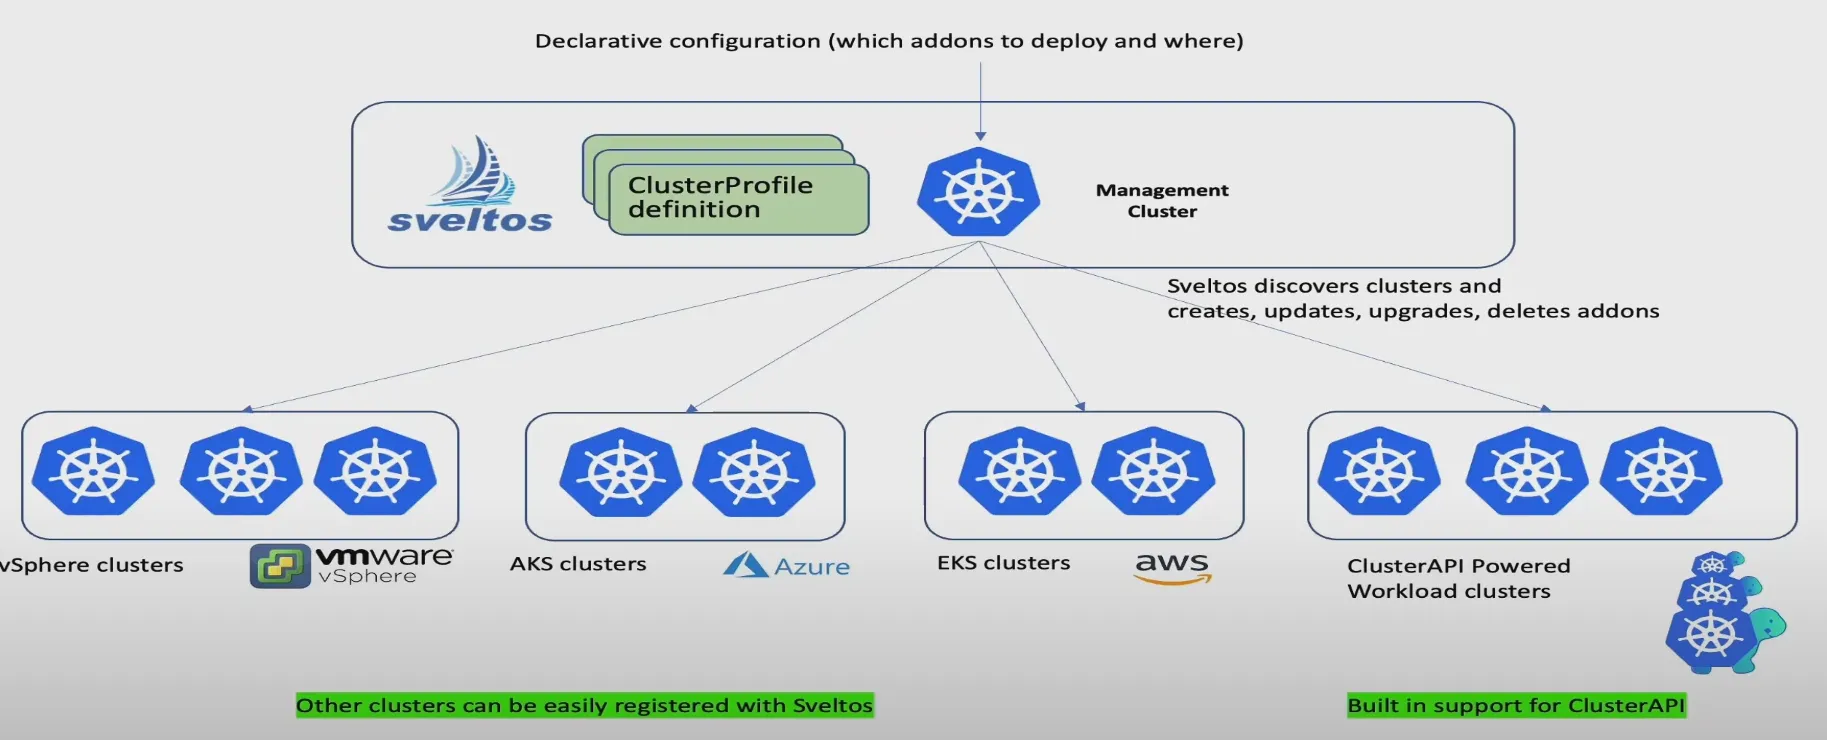 Declarative configuration (which addons to deploy and where)
sveltos
ClusterProfile
definition
Management
Cluster
Sveltos discovers clusters and
creates, updates, upgrades, deletes addons
vSphere clusters
vmware
vSphere
AKS clusters
Azure
EKS clusters
aws
ClusterAPI Powered
Workload clusters
Other clusters can be easily registered with Sveltos
Built in support for ClusterAPI